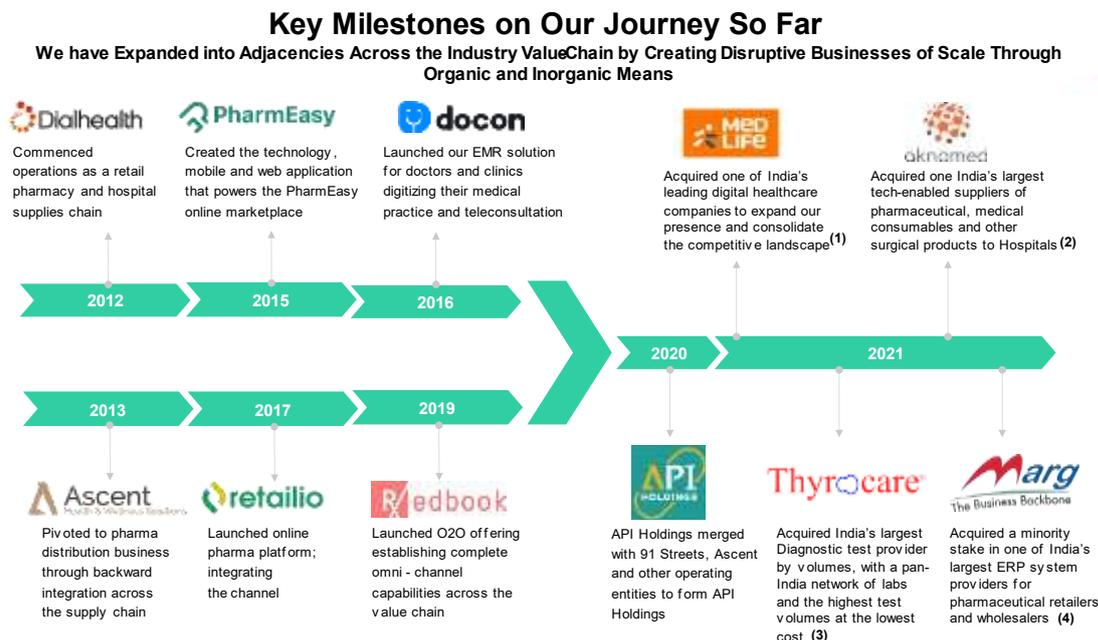 Key Milestones on Our Journey So Far
We have Expanded into Adjacencies Across the Industry ValueChain by Creating Disruptive Businesses of Scale Through
Organic and Inorganic Means
Dialhealth
Commenced
operations as a retail
pharmacy and hospital
supplies chain
PharmEasy
Created the technology,
mobile and web application
that powers the PharmEasy
online marketplace
docon
Launched our EMR solution
for doctors and clinics
digitizing their medical
practice and teleconsultation
MED
LIFE
Acquired one of India's
leading digital healthcare
companies to expand our
presence and consolidate
the competitive landscape(1)
aknamed
Acquired one India's largest
tech-enabled suppliers of
pharmaceutical, medical
consumables and other
surgical products to Hospitals (2)
2012
2015
2016
2020
2021
2013
2017
2019
Ascent
Health & Wellness Solutions
Pivoted to pharma
distribution business
through backward
integration across
the supply chain
retailio
Launched online
pharma platform;
integrating
the channel
Rxedbook
Launched O2O offering
establishing complete
omni - channel
capabilities across the
value chain
API
HOLDINGS
API Holdings merged
with 91 Streets, Ascent
and other operating
entities to form API
Holdings
Thyrocare
Acquired India's largest
Diagnostic test provider
by volumes, with a pan-
India network of labs
and the highest test
volumes at the lowest
cost (3)
Marg
The Business Backbone
Acquired a minority
stake in one of India's
largest ERP system
providers for
pharmaceutical retailers
and wholesalers (4)